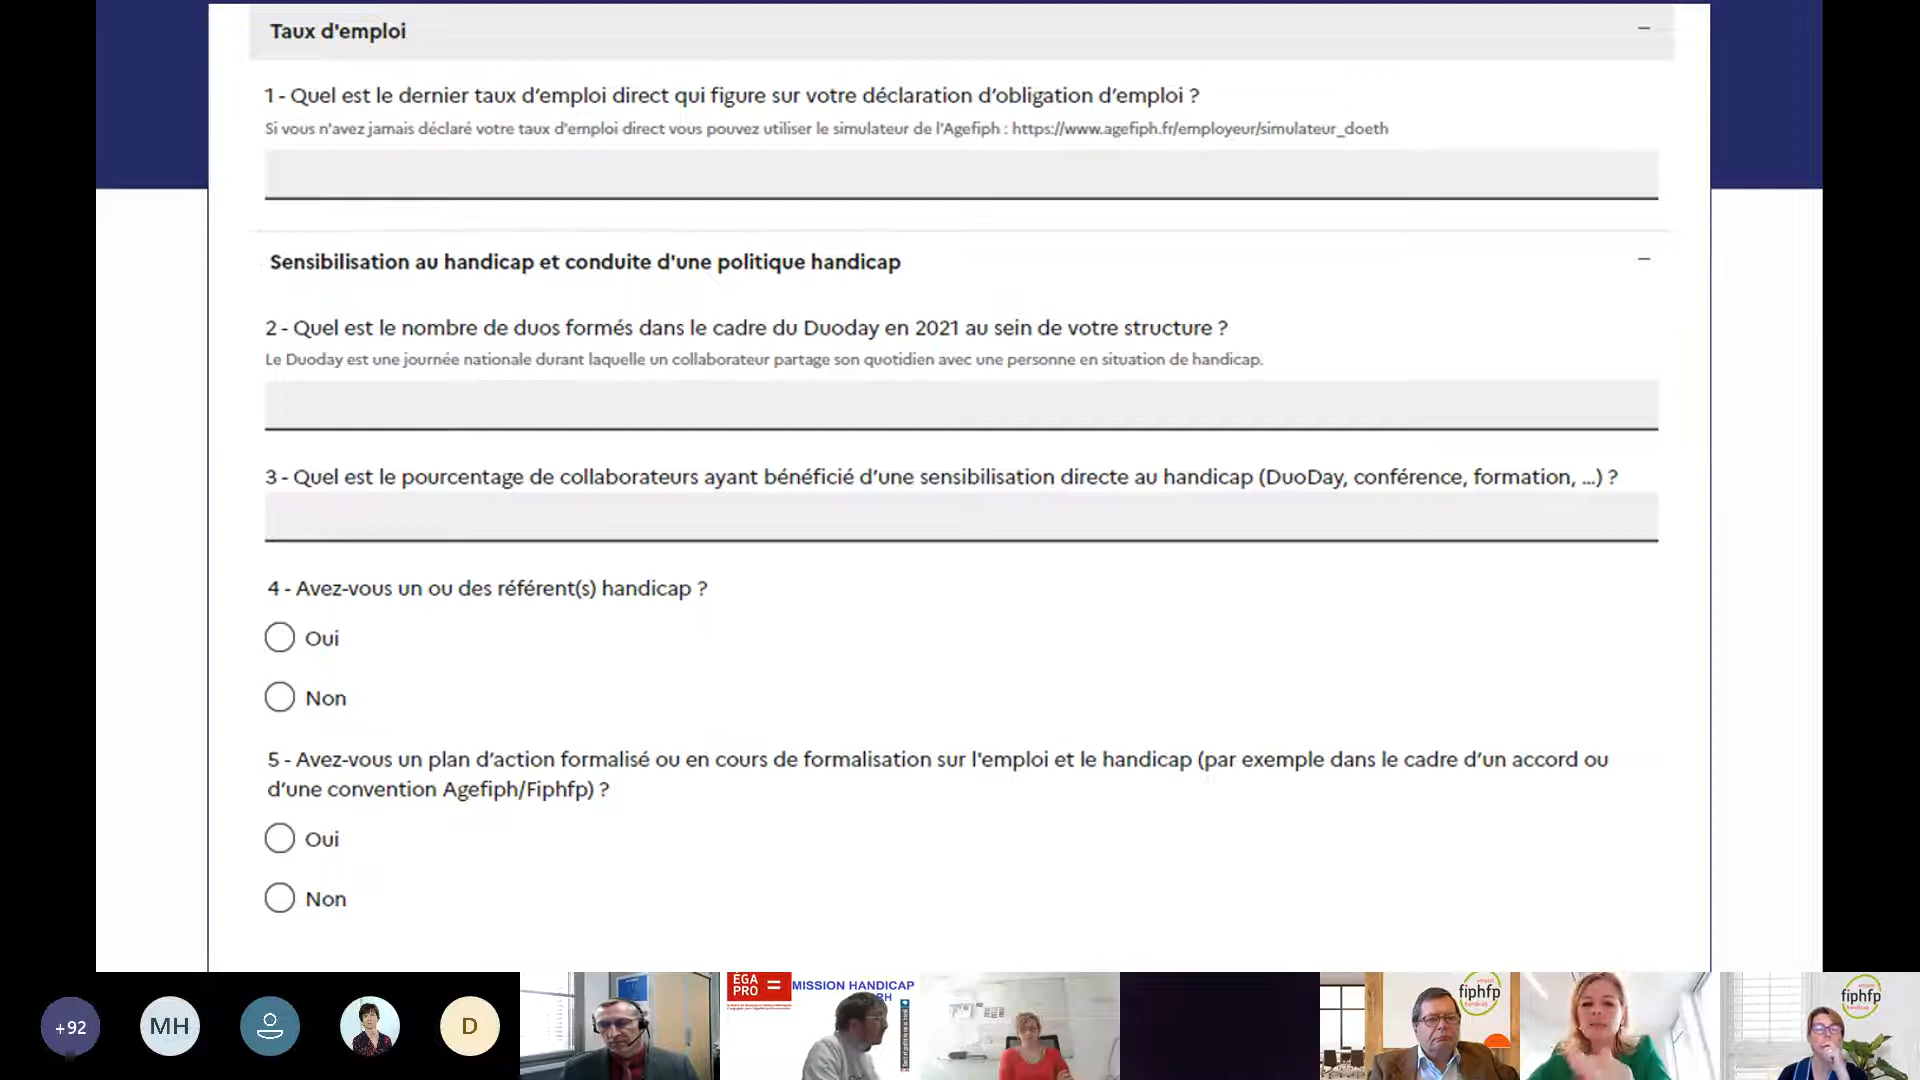 Taux d'emploi
1 - Quel est le dernier taux d’emploi direct qui figure sur votre déclaration d’obligation d’emploi ?
Si vous n'avez jamais déclaré votre taux d'emploi direct vous pouvez utiliser le simulateur de l'Agefiph : https://www.agefiph.fr/employeur/simulateur_doeth
Sensibilisation au handicap et conduite d'une politique handicap
2 - Quel est le nombre de duos formés dans le cadre du Duoday en 2021 au sein de votre structure ?
Le Duoday est une journée nationale durant laquelle un collaborateur partage son quotidien avec une personne en situation de handicap.
3 - Quel est le pourcentage de collaborateurs ayant bénéficié d’une sensibilisation directe au handicap (DuoDay, conférence, formation, ...) ?
4 - Avez-vous un ou des référent(s) handicap ?
Oui
Non
5 - Avez-vous un plan d’action formalisé ou en cours de formalisation sur l'emploi et le handicap (par exemple dans le cadre d’un accord ou
d’une convention Agefiph/Fiphfp) ?
Oui
Non
+92
MH
D
ÉGA
PRO =
MISSION HANDICAP
fiphfp
fiphfp